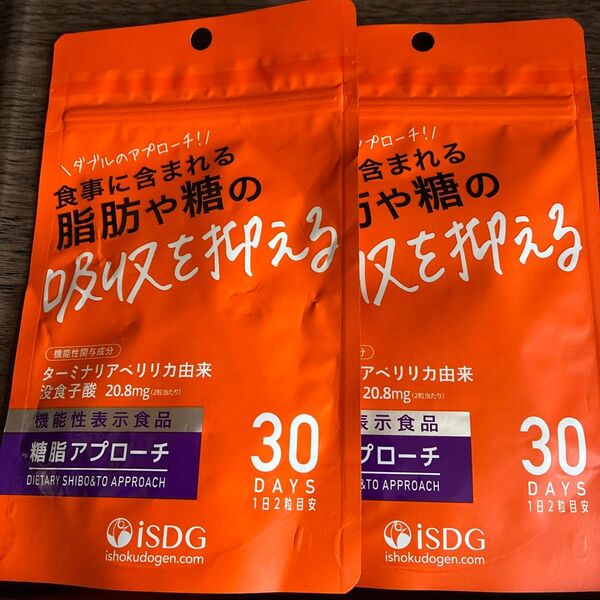 \ダブルのアプローチ!/
食事に含まれる
脂肪や糖の
吸収を抑える
機能性関与成分
ターミナリアベリリカ由来
没食子酸 20.8mg(2粒当たり)
機能性表示食品
糖脂アプローチ
DIETARY SHIBO&TO APPROACH
30
DAYS
1日2粒目安
iSDG
ishokudogen.com
アプローチ!/
含まれる
や糖の
収を抑える
ターミナリアベリリカ由来
20.8mg(2粒当たり)
表示食品
プローチ
&TO APPROACH
30
DAYS
1日2粒目安
iSDG
ishokudogen.com